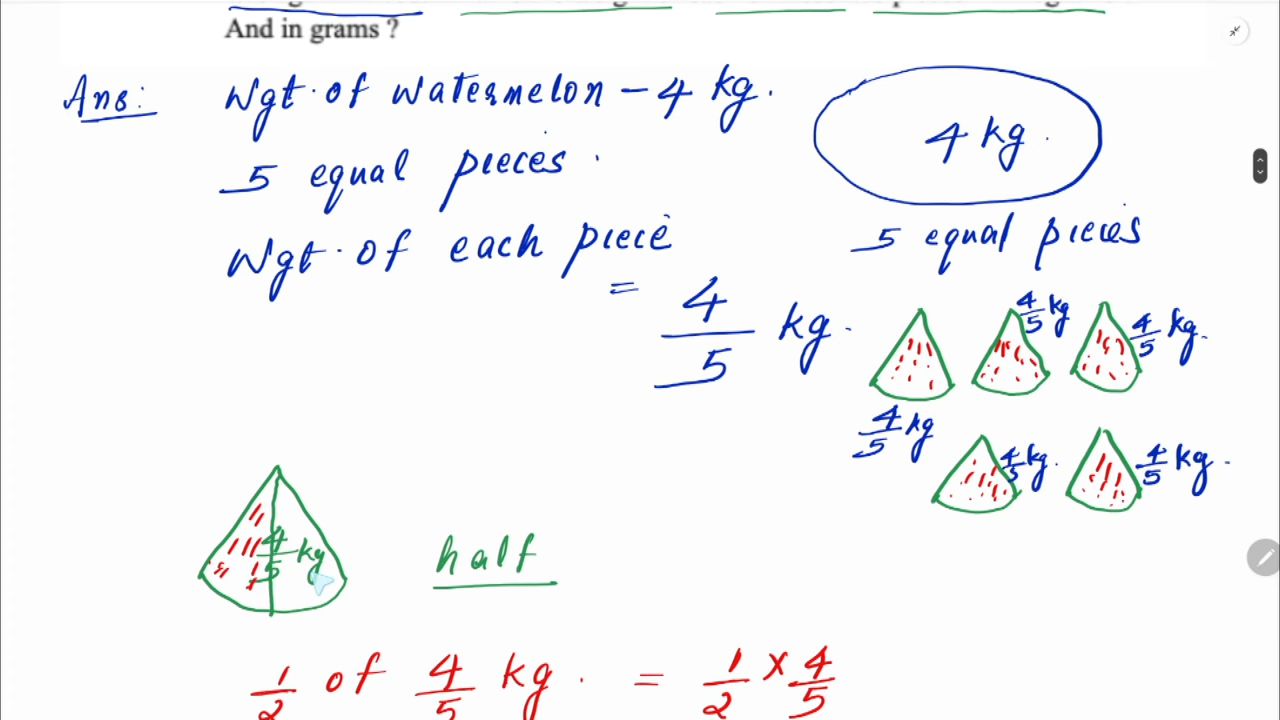 And in grams ?
Ans: Wgt. of watermelon – 4 kg.
4 kg.
5 equal pieces.
5 equal pieces
Wgt. of each piece
= 4/5 kg.
4/5 kg
4/5 kg.
4/5 kg
4/5 kg.
4/5 kg.
4/5 kg
half
1/2 of 4/5 kg. = 1/2 × 4/5